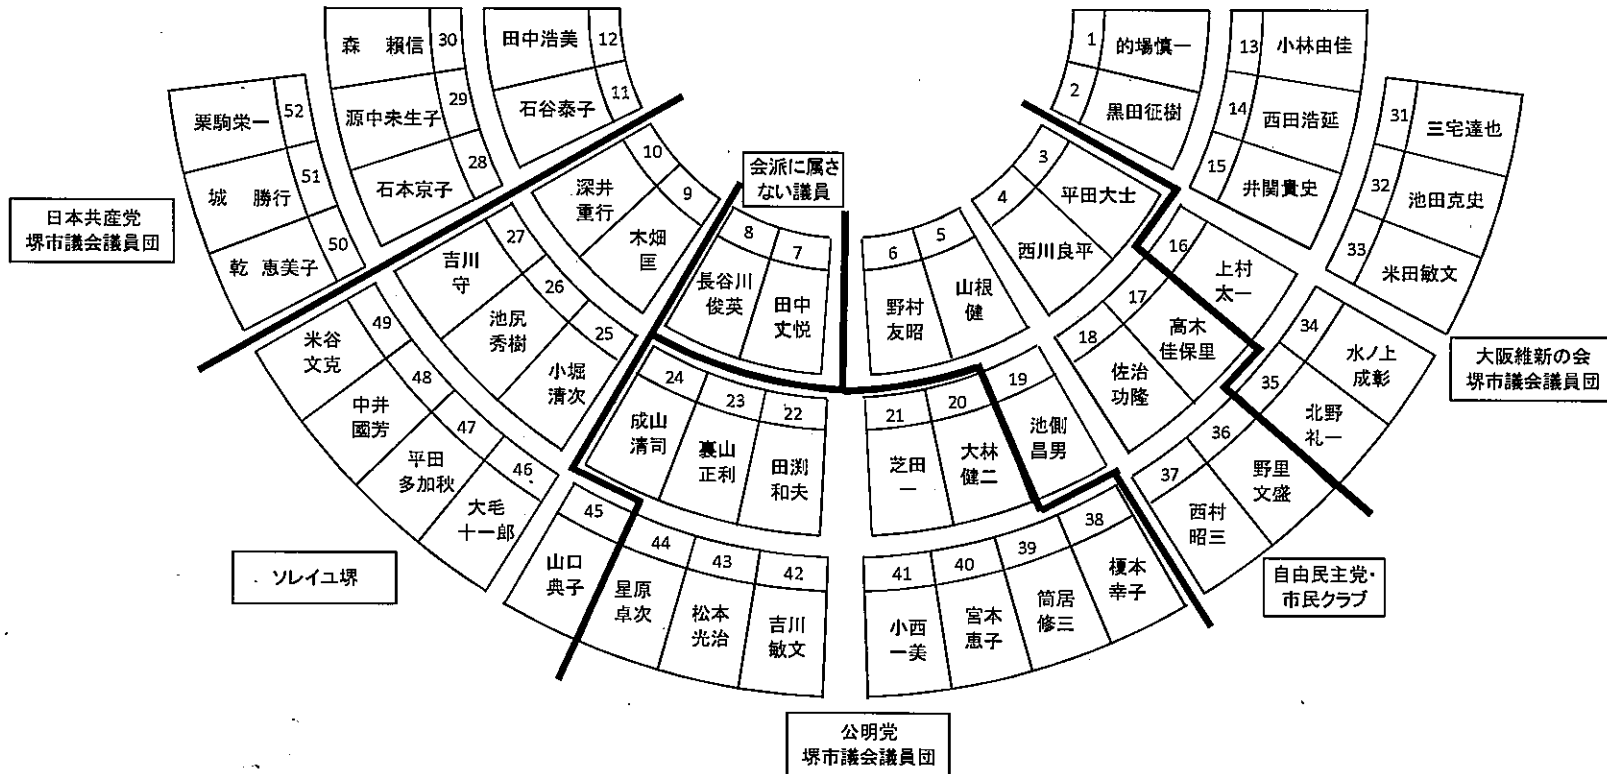 30
森 頼信
29
源中未生子
28
石本京子
12
田中浩美
11
石谷泰子
1
的場慎一
2
黒田征樹
13
小林由佳
14
西田浩延
15
井関貴史
52
栗駒栄一
51
城 勝行
50
乾 恵美子
31
三宅達也
32
池田克史
33
米田敏文
日本共産党
堺市議会議員団
10
深井
重行
9
木畑
匡
会派に属さ
ない議員
8
長谷川
俊英
7
田中
丈悦
6
野村
友昭
5
山根
健
3
平田大士
4
西川良平
27
吉川
守
26
池尻
秀樹
25
小堀
清次
16
上村
太一
17
高木
佳保里
18
佐治
功隆
49
米谷
文克
48
中井
國芳
47
平田
多加秋
46
大毛
十一郎
24
成山
清司
23
裏山
正利
22
田渕
和夫
21
芝田
一
20
大林
健二
19
池側
昌男
34
水ノ上
成彰
35
北野
礼一
36
野里
文盛
37
西村
昭三
大阪維新の会
堺市議会議員団
45
山口
典子
44
星原
卓次
43
松本
光治
42
吉川
敏文
41
小西
一美
40
宮本
恵子
39
筒居
修三
38
榎本
幸子
ソレイユ堺
自由民主党・
市民クラブ
公明党
堺市議会議員団